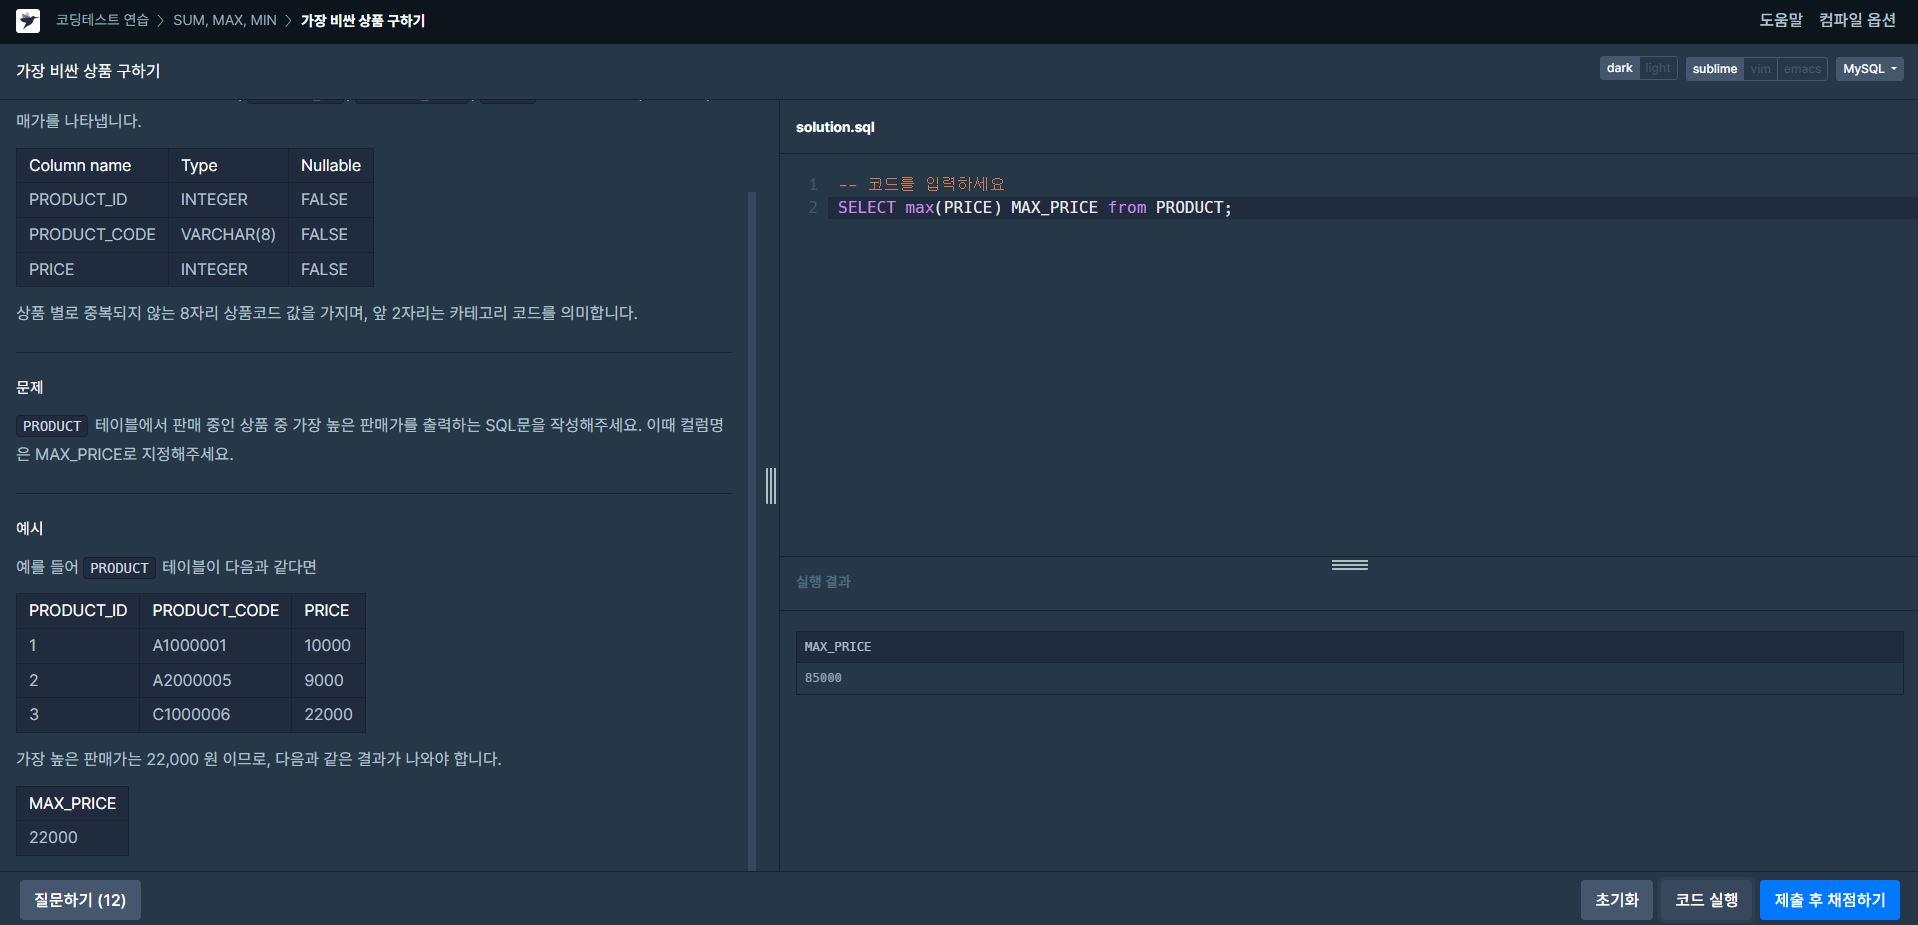 코딩테스트 연습 > SUM, MAX, MIN > 가장 비싼 상품 구하기
도움말 컴파일 옵션
가장 비싼 상품 구하기
dark light sublime vim emacs MySQL
매가를 나타냅니다.
Column name Type Nullable
PRODUCT_ID INTEGER FALSE
PRODUCT_CODE VARCHAR(8) FALSE
PRICE INTEGER FALSE
상품 별로 중복되지 않는 8자리 상품코드 값을 가지며, 앞 2자리는 카테고리 코드를 의미합니다.
문제
PRODUCT 테이블에서 판매 중인 상품 중 가장 높은 판매가를 출력하는 SQL문을 작성해주세요. 이때 컬럼명
은 MAX_PRICE로 지정해주세요.
예시
예를 들어 PRODUCT 테이블이 다음과 같다면
PRODUCT_ID PRODUCT_CODE PRICE
1 A1000001 10000
2 A2000005 9000
3 C1000006 22000
가장 높은 판매가는 22,000 원 이므로, 다음과 같은 결과가 나와야 합니다.
MAX_PRICE
22000
solution.sql
1 -- 코드를 입력하세요
2 SELECT max(PRICE) MAX_PRICE from PRODUCT;
실행 결과
MAX_PRICE
85000
질문하기 (12)
초기화 코드 실행 제출 후 채점하기